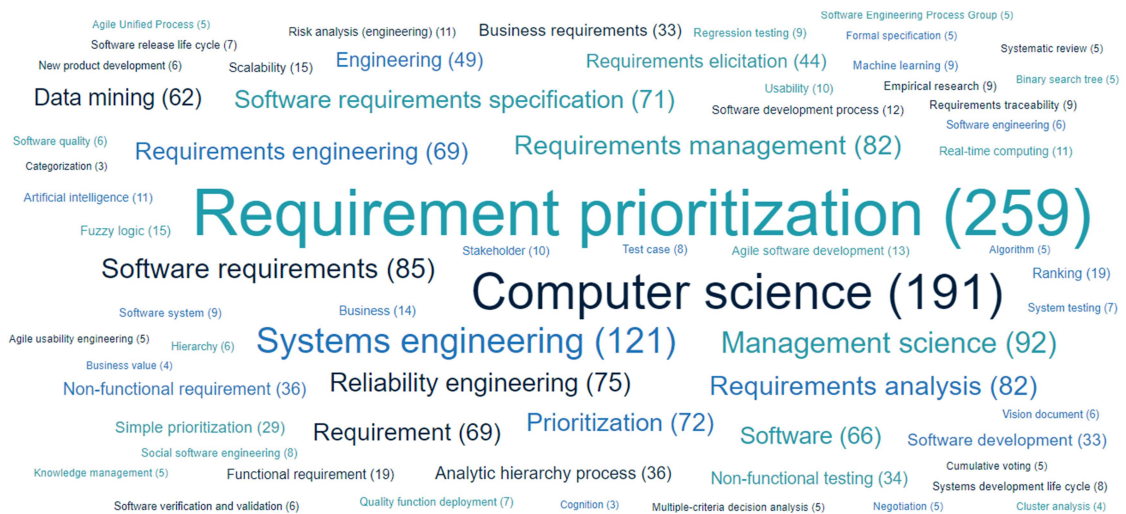 Agile Unified Process (5)
Software Engineering Process Group (5)
Software release life cycle (7)
Risk analysis (engineering) (11)
Business requirements (33)
Regression testing (9)
Formal specification (5)
Systematic review (5)
New product development (6)
Scalability (15)
Engineering (49)
Requirements elicitation (44)
Machine learning (9)
Binary search tree (5)
Data mining (62)
Software requirements specification (71)
Usability (10)
Empirical research (9)
Software development process (12)
Requirements traceability (9)
Software engineering (6)
Software quality (6)
Requirements engineering (69)
Requirements management (82)
Real-time computing (11)
Categorization (3)
Artificial intelligence (11)
Requirement prioritization (259)
Fuzzy logic (15)
Stakeholder (10)
Test case (8)
Agile software development (13)
Algorithm (5)
Software requirements (85)
Computer science (191)
Ranking (19)
Software system (9)
Business (14)
System testing (7)
Agile usability engineering (5)
Hierarchy (6)
Systems engineering (121)
Management science (92)
Business value (4)
Non-functional requirement (36)
Reliability engineering (75)
Requirements analysis (82)
Simple prioritization (29)
Requirement (69)
Prioritization (72)
Software (66)
Vision document (6)
Software development (33)
Social software engineering (8)
Knowledge management (5)
Functional requirement (19)
Analytic hierarchy process (36)
Non-functional testing (34)
Cumulative voting (5)
Systems development life cycle (8)
Software verification and validation (6)
Quality function deployment (7)
Cognition (3)
Multiple-criteria decision analysis (5)
Negotiation (5)
Cluster analysis (4)